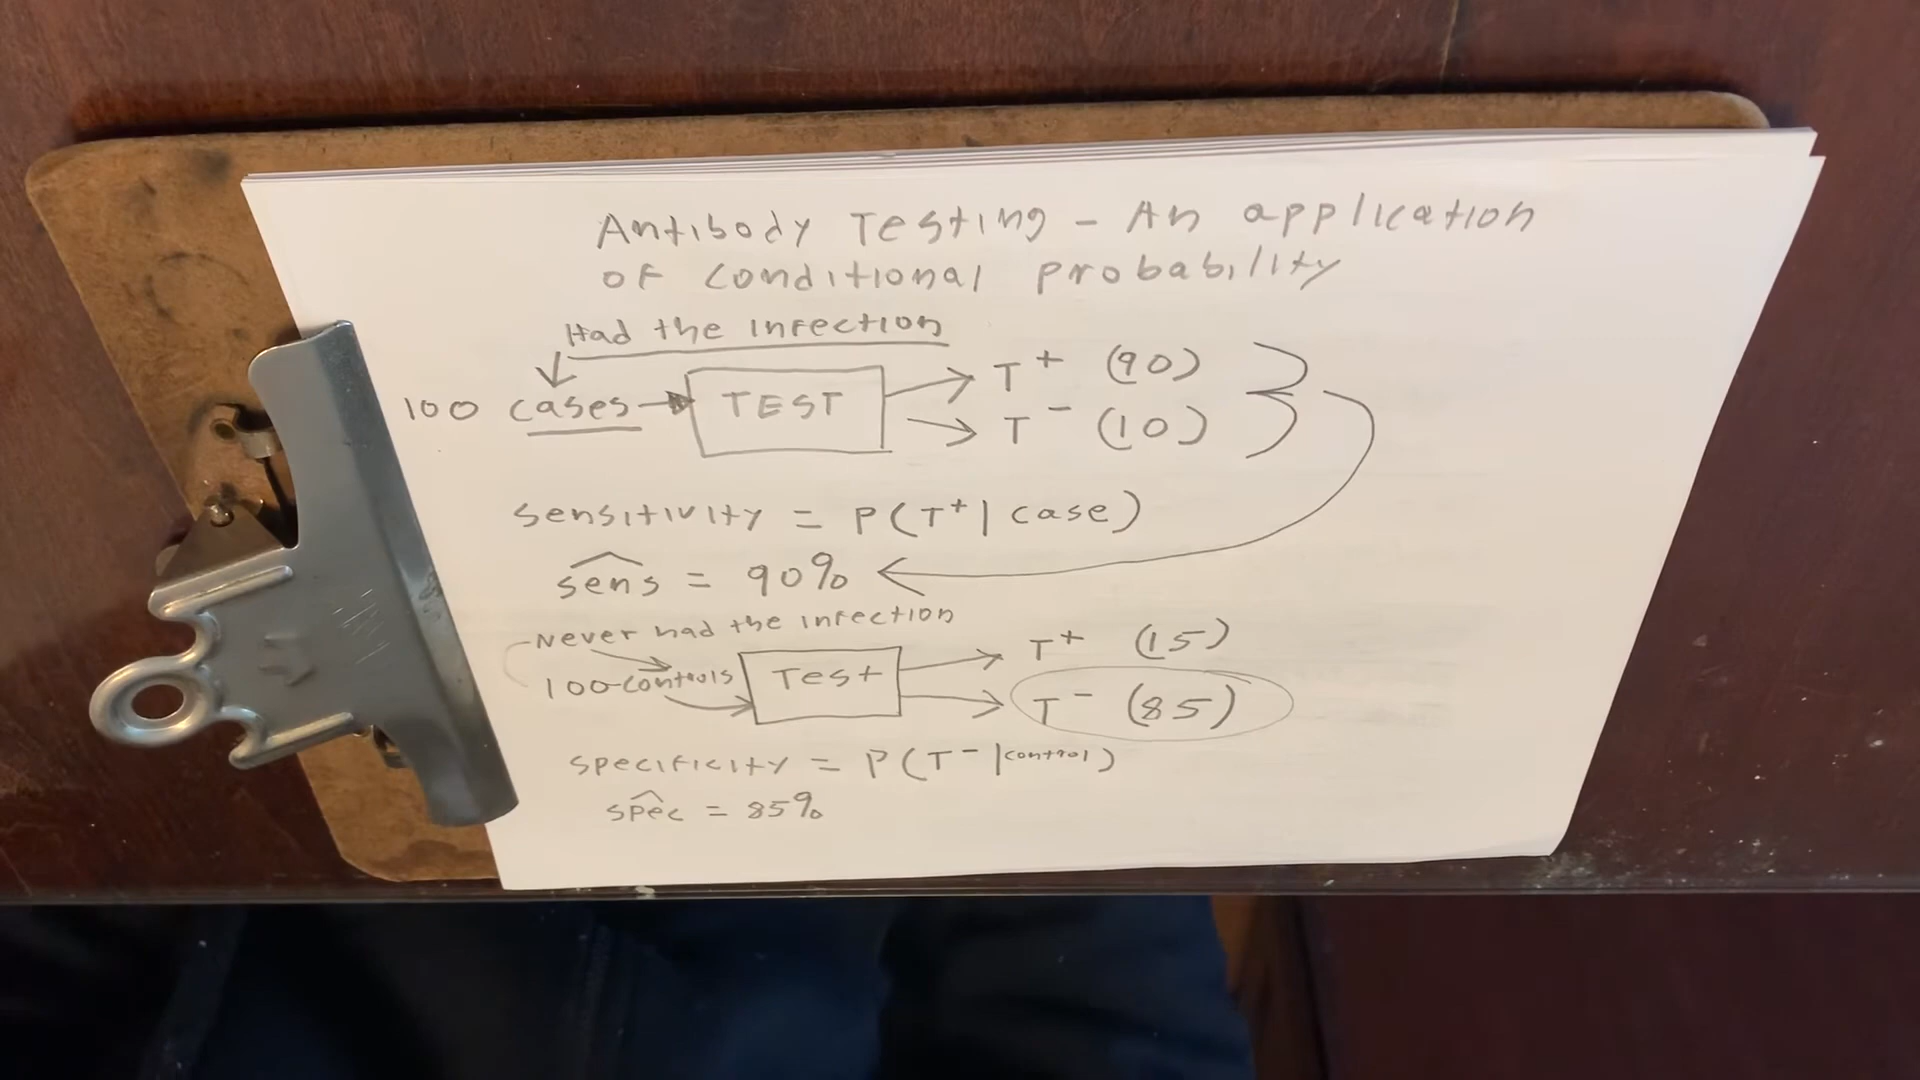 Antibody Testing - An application
of conditional probability
Had the infection
100 cases → TEST → T+ (90)
→ T- (10)
sensitivity = P(T+ | case)
sens = 90%
Never had the infection
100 controls Test → T+ (15)
→ T- (85)
specificity = P(T- | control)
spec = 85%